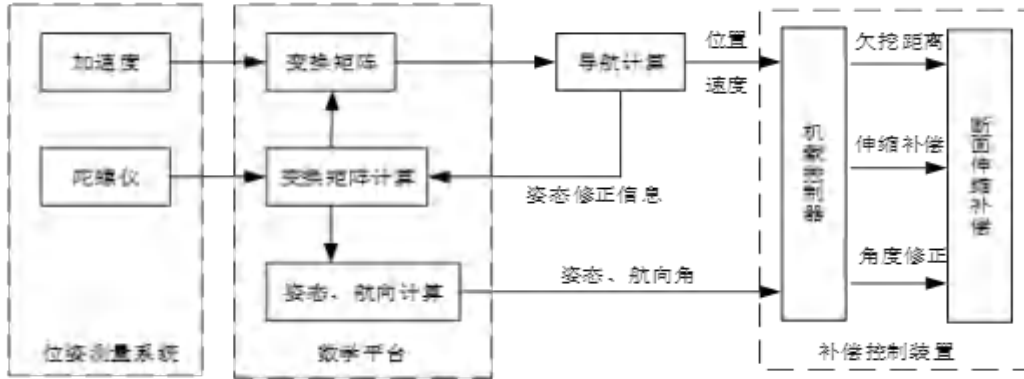 加速度
变换矩阵
导航计算
位置
速度
欠挖距离
陀螺仪
变换矩阵计算
姿态修正信息
机载控制器
伸缩补偿
断面伸缩补偿
角度修正
姿态、航向计算
姿态、航向角
位姿测量系统
数学平台
补偿控制装置